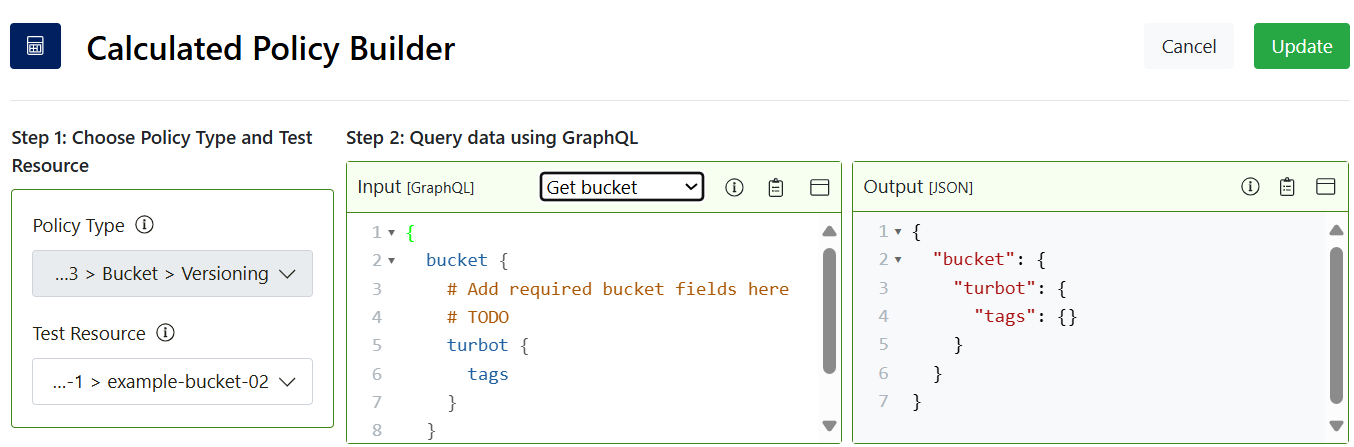 Calculated Policy Builder
Cancel
Update
Step 1: Choose Policy Type and Test
Resource
Policy Type
...3 > Bucket > Versioning
Test Resource
...-1 > example-bucket-02
Step 2: Query data using GraphQL
Input [GraphQL]
Get bucket
1 {
2   bucket {
3     # Add required bucket fields here
4     # TODO
5     turbot {
6       tags
7     }
8   }
Output [JSON]
1 {
2   "bucket": {
3     "turbot": {
4       "tags": {}
5     }
6   }
7 }